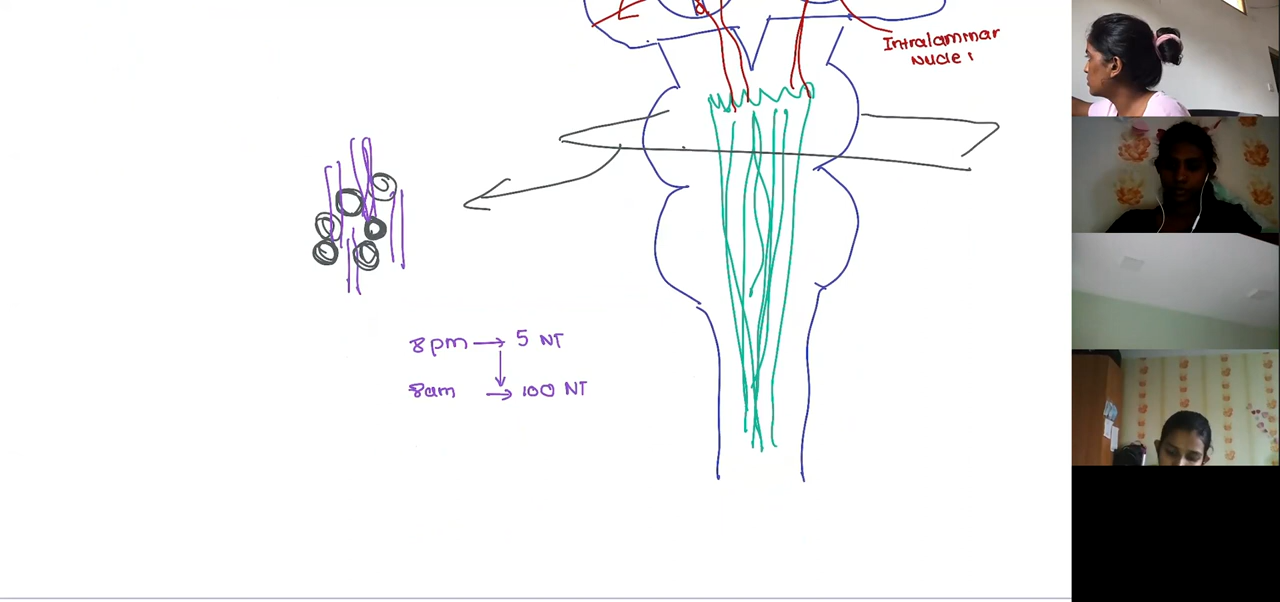 Intralaminar
Nuclei
8pm → 5 NT
8am → 100 NT